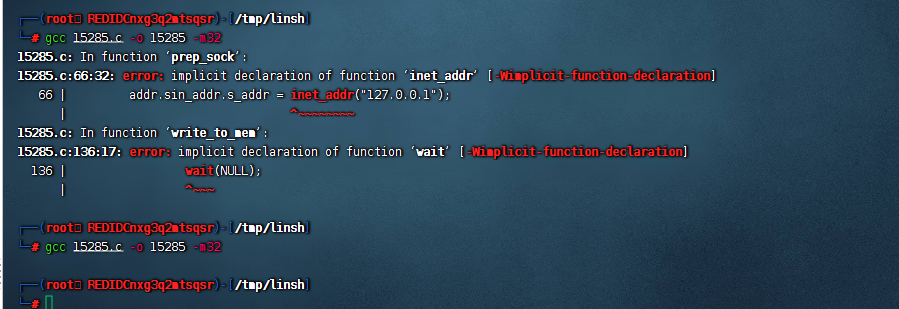 ┌──(root㉿REDIDCnxg3q2mtsqsr)-[/tmp/linsh]
└─# gcc 15285.c -o 15285 -m32
15285.c: In function ‘prep_sock’:
15285.c:66:32: error: implicit declaration of function ‘inet_addr’ [-Wimplicit-function-declaration]
66 | addr.sin_addr.s_addr = inet_addr("127.0.0.1");
| ^~~~~~~~~
15285.c: In function ‘write_to_mem’:
15285.c:136:17: error: implicit declaration of function ‘wait’ [-Wimplicit-function-declaration]
136 | wait(NULL);
| ^~~~
┌──(root㉿REDIDCnxg3q2mtsqsr)-[/tmp/linsh]
└─# gcc 15285.c -o 15285 -m32
┌──(root㉿REDIDCnxg3q2mtsqsr)-[/tmp/linsh]
└─#